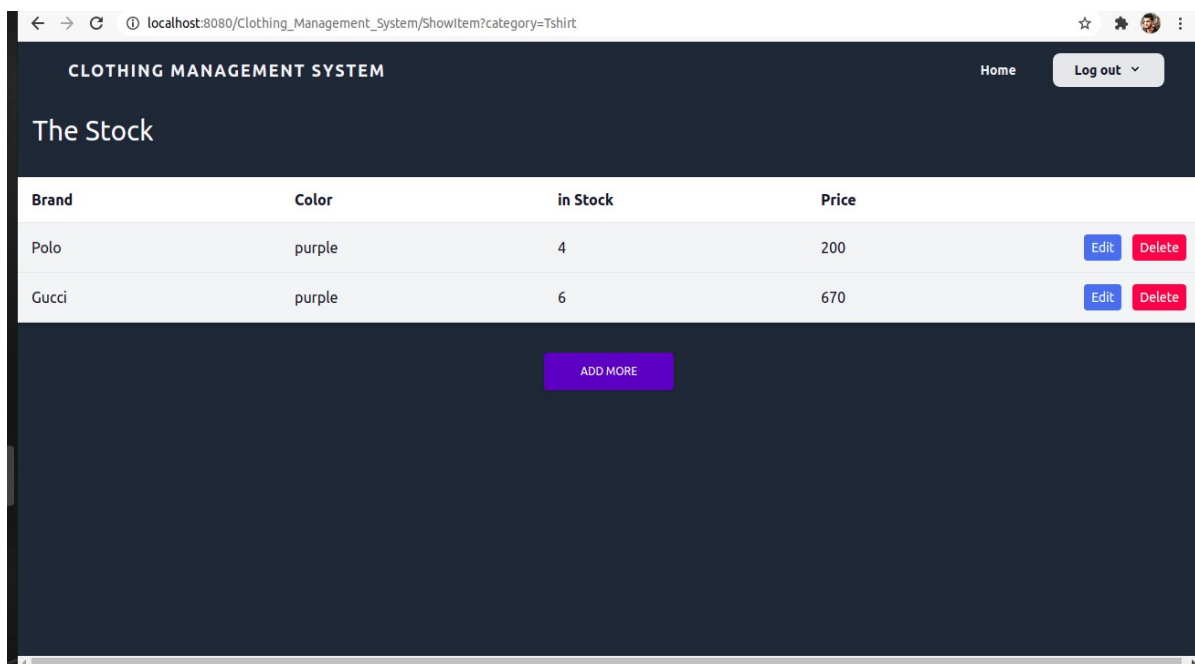 localhost:8080/Clothing_Management_System/ShowItem?category=Tshirt
CLOTHING MANAGEMENT SYSTEM Home Log out
The Stock
Brand Color in Stock Price
Polo purple 4 200 Edit Delete
Gucci purple 6 670 Edit Delete
ADD MORE